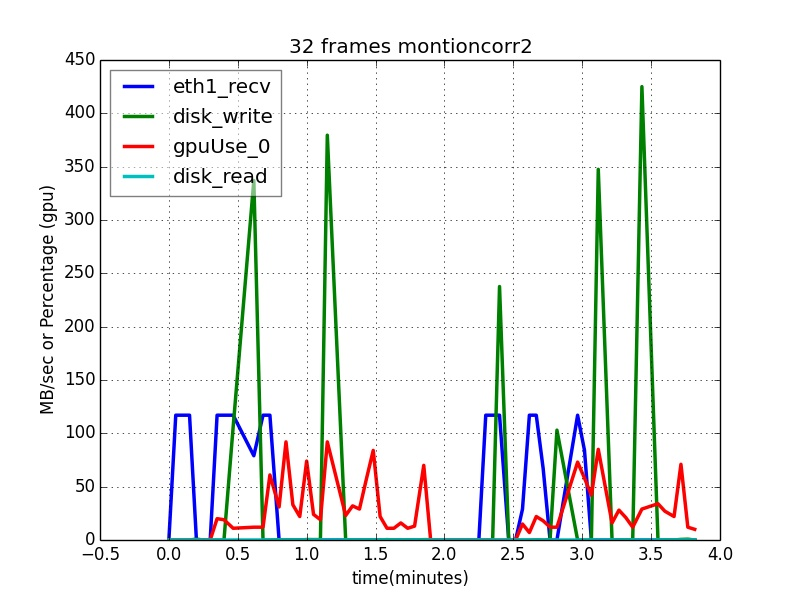 32 frames montioncorr2
eth1_recv
disk_write
gpuUse_0
disk_read
MB/sec or Percentage (gpu)
450
400
350
300
250
200
150
100
50
0
−0.5 0.0 0.5 1.0 1.5 2.0 2.5 3.0 3.5 4.0
time(minutes)